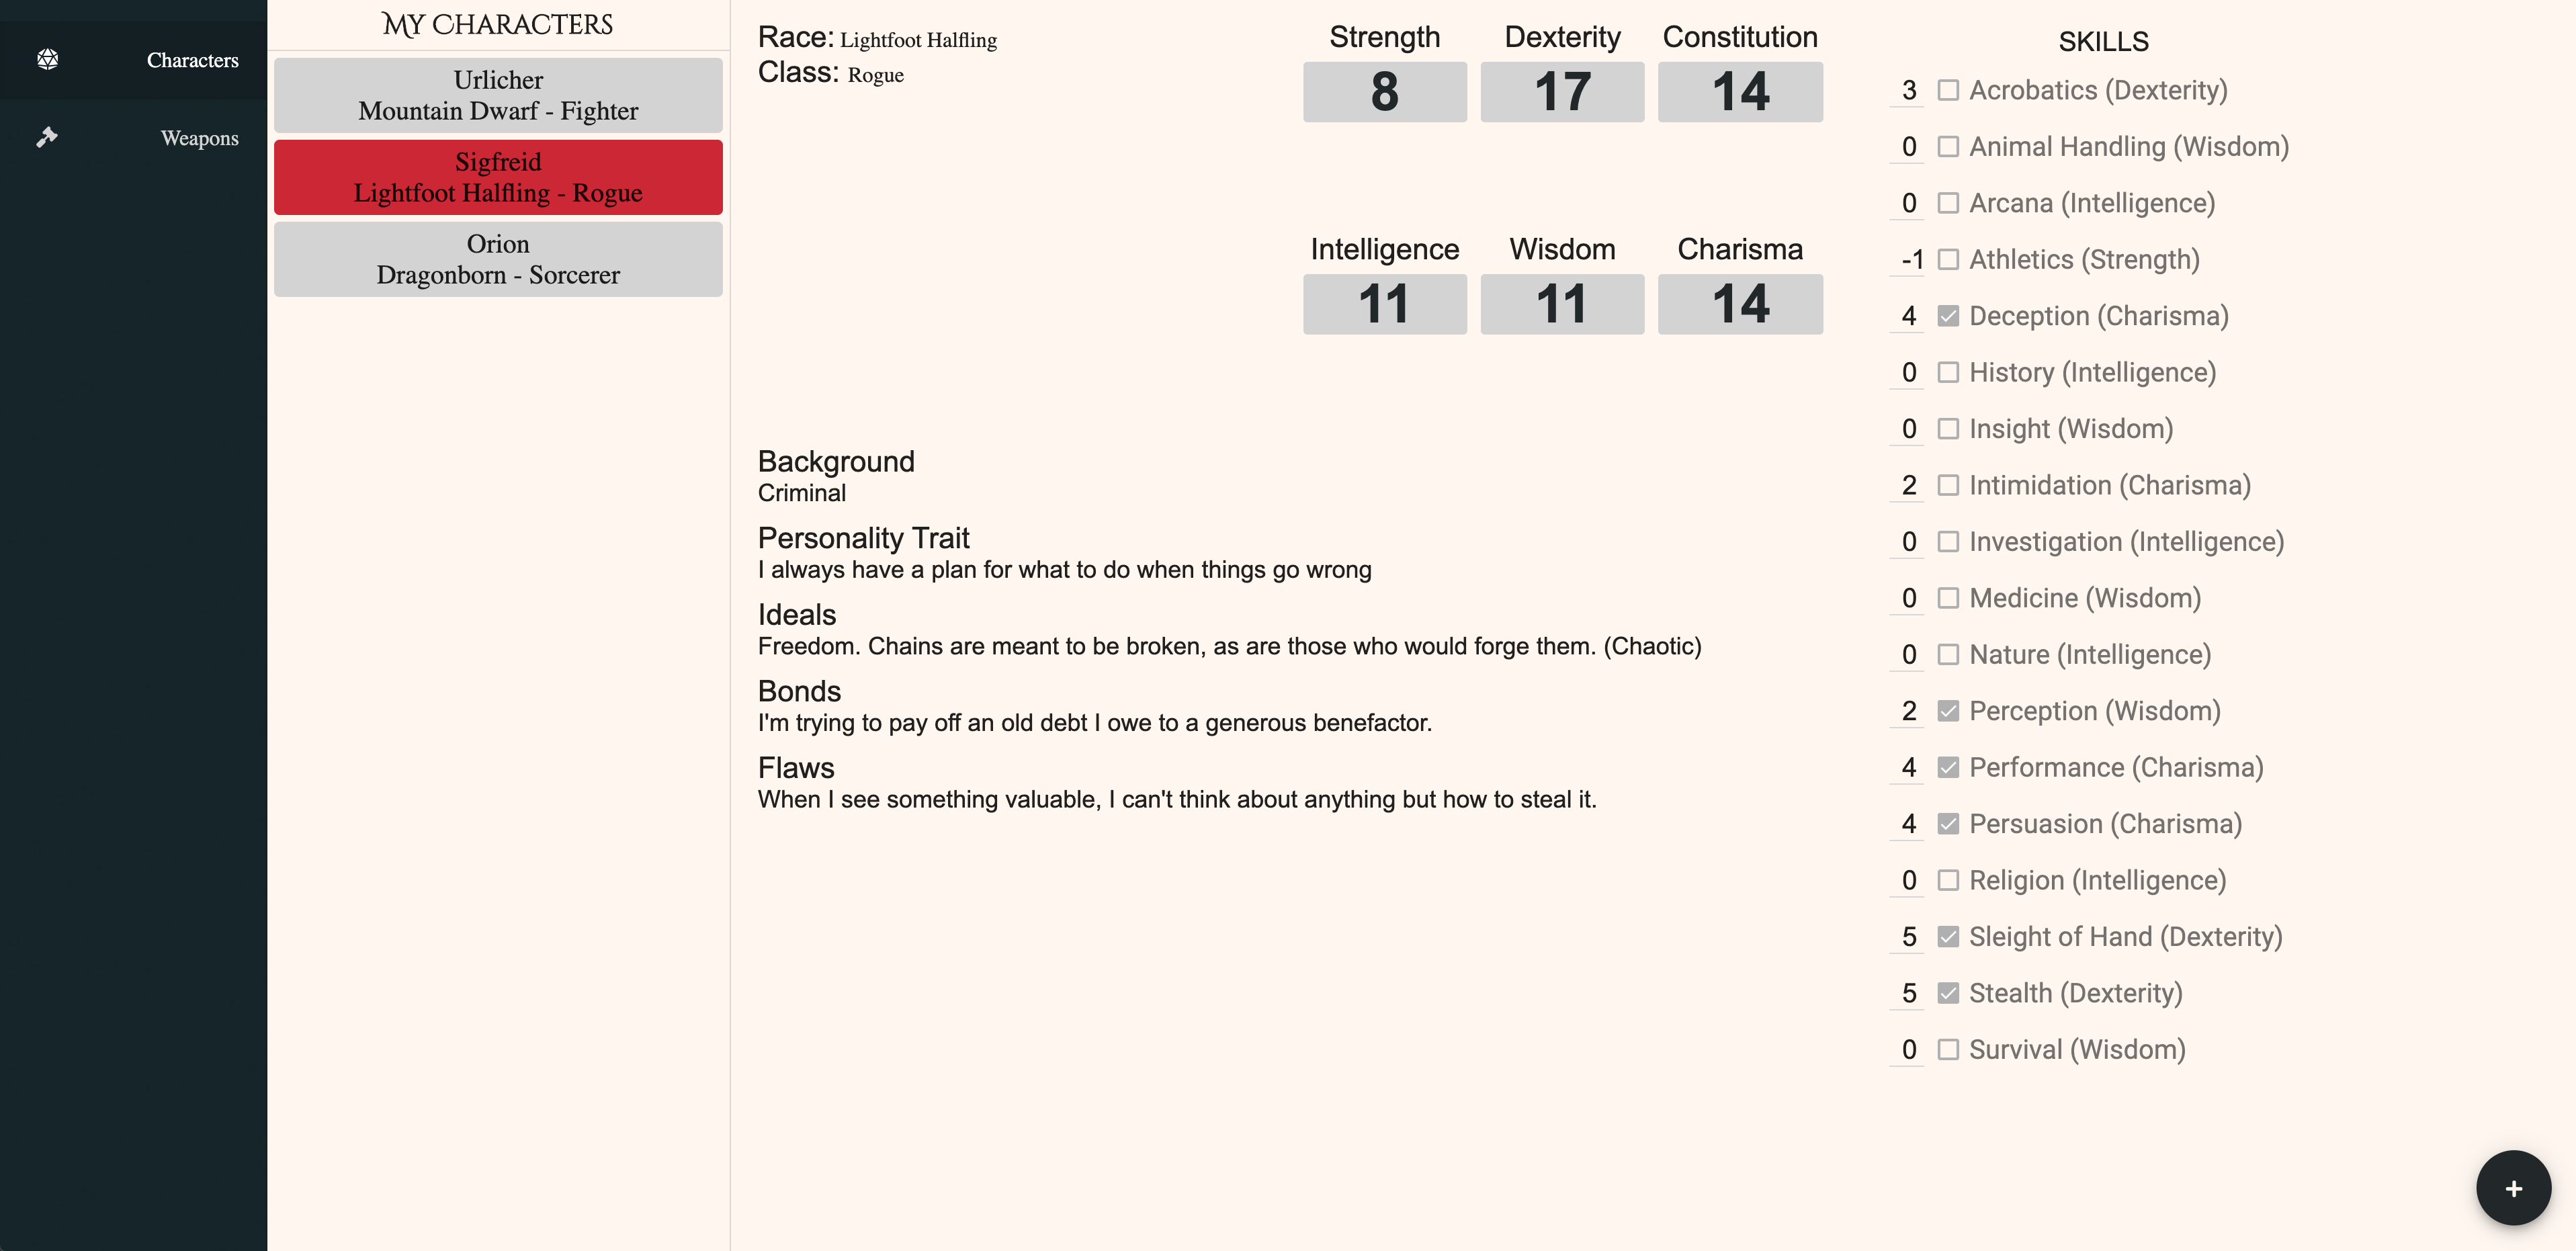 Characters
Weapons
My Characters
Urlicher
Mountain Dwarf - Fighter
Sigfreid
Lightfoot Halfling - Rogue
Orion
Dragonborn - Sorcerer
Race: Lightfoot Halfling
Class: Rogue
Strength Dexterity Constitution
8 17 14
Intelligence Wisdom Charisma
11 11 14
Background
Criminal
Personality Trait
I always have a plan for what to do when things go wrong
Ideals
Freedom. Chains are meant to be broken, as are those who would forge them. (Chaotic)
Bonds
I'm trying to pay off an old debt I owe to a generous benefactor.
Flaws
When I see something valuable, I can't think about anything but how to steal it.
SKILLS
3 Acrobatics (Dexterity)
0 Animal Handling (Wisdom)
0 Arcana (Intelligence)
-1 Athletics (Strength)
4 Deception (Charisma)
0 History (Intelligence)
0 Insight (Wisdom)
2 Intimidation (Charisma)
0 Investigation (Intelligence)
0 Medicine (Wisdom)
0 Nature (Intelligence)
2 Perception (Wisdom)
4 Performance (Charisma)
4 Persuasion (Charisma)
0 Religion (Intelligence)
5 Sleight of Hand (Dexterity)
5 Stealth (Dexterity)
0 Survival (Wisdom)
+